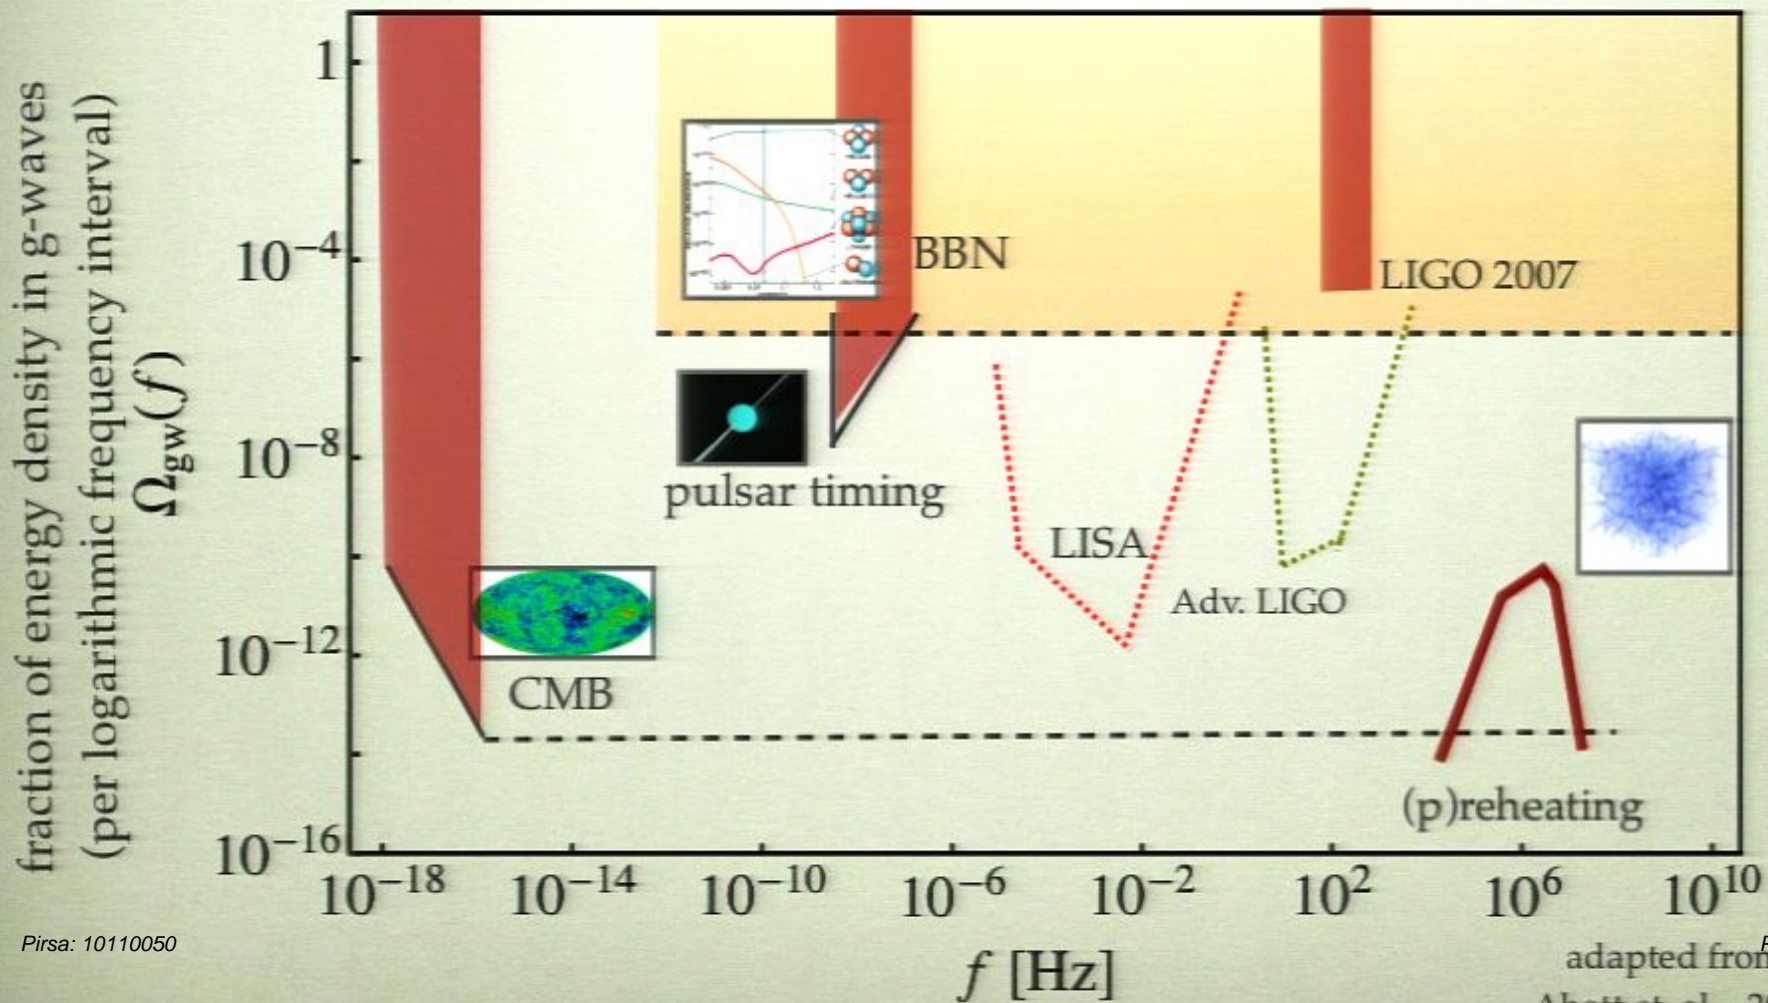 fraction of energy density in g-waves
(per logarithmic frequency interval)
Ωgw(f)
1
10−4
10−8
10−12
10−16
BBN
LIGO 2007
pulsar timing
LISA
Adv. LIGO
CMB
(p)reheating
10−18
10−14
10−10
10−6
10−2
102
106
1010
f [Hz]
Pirsa: 10110050
adapted from